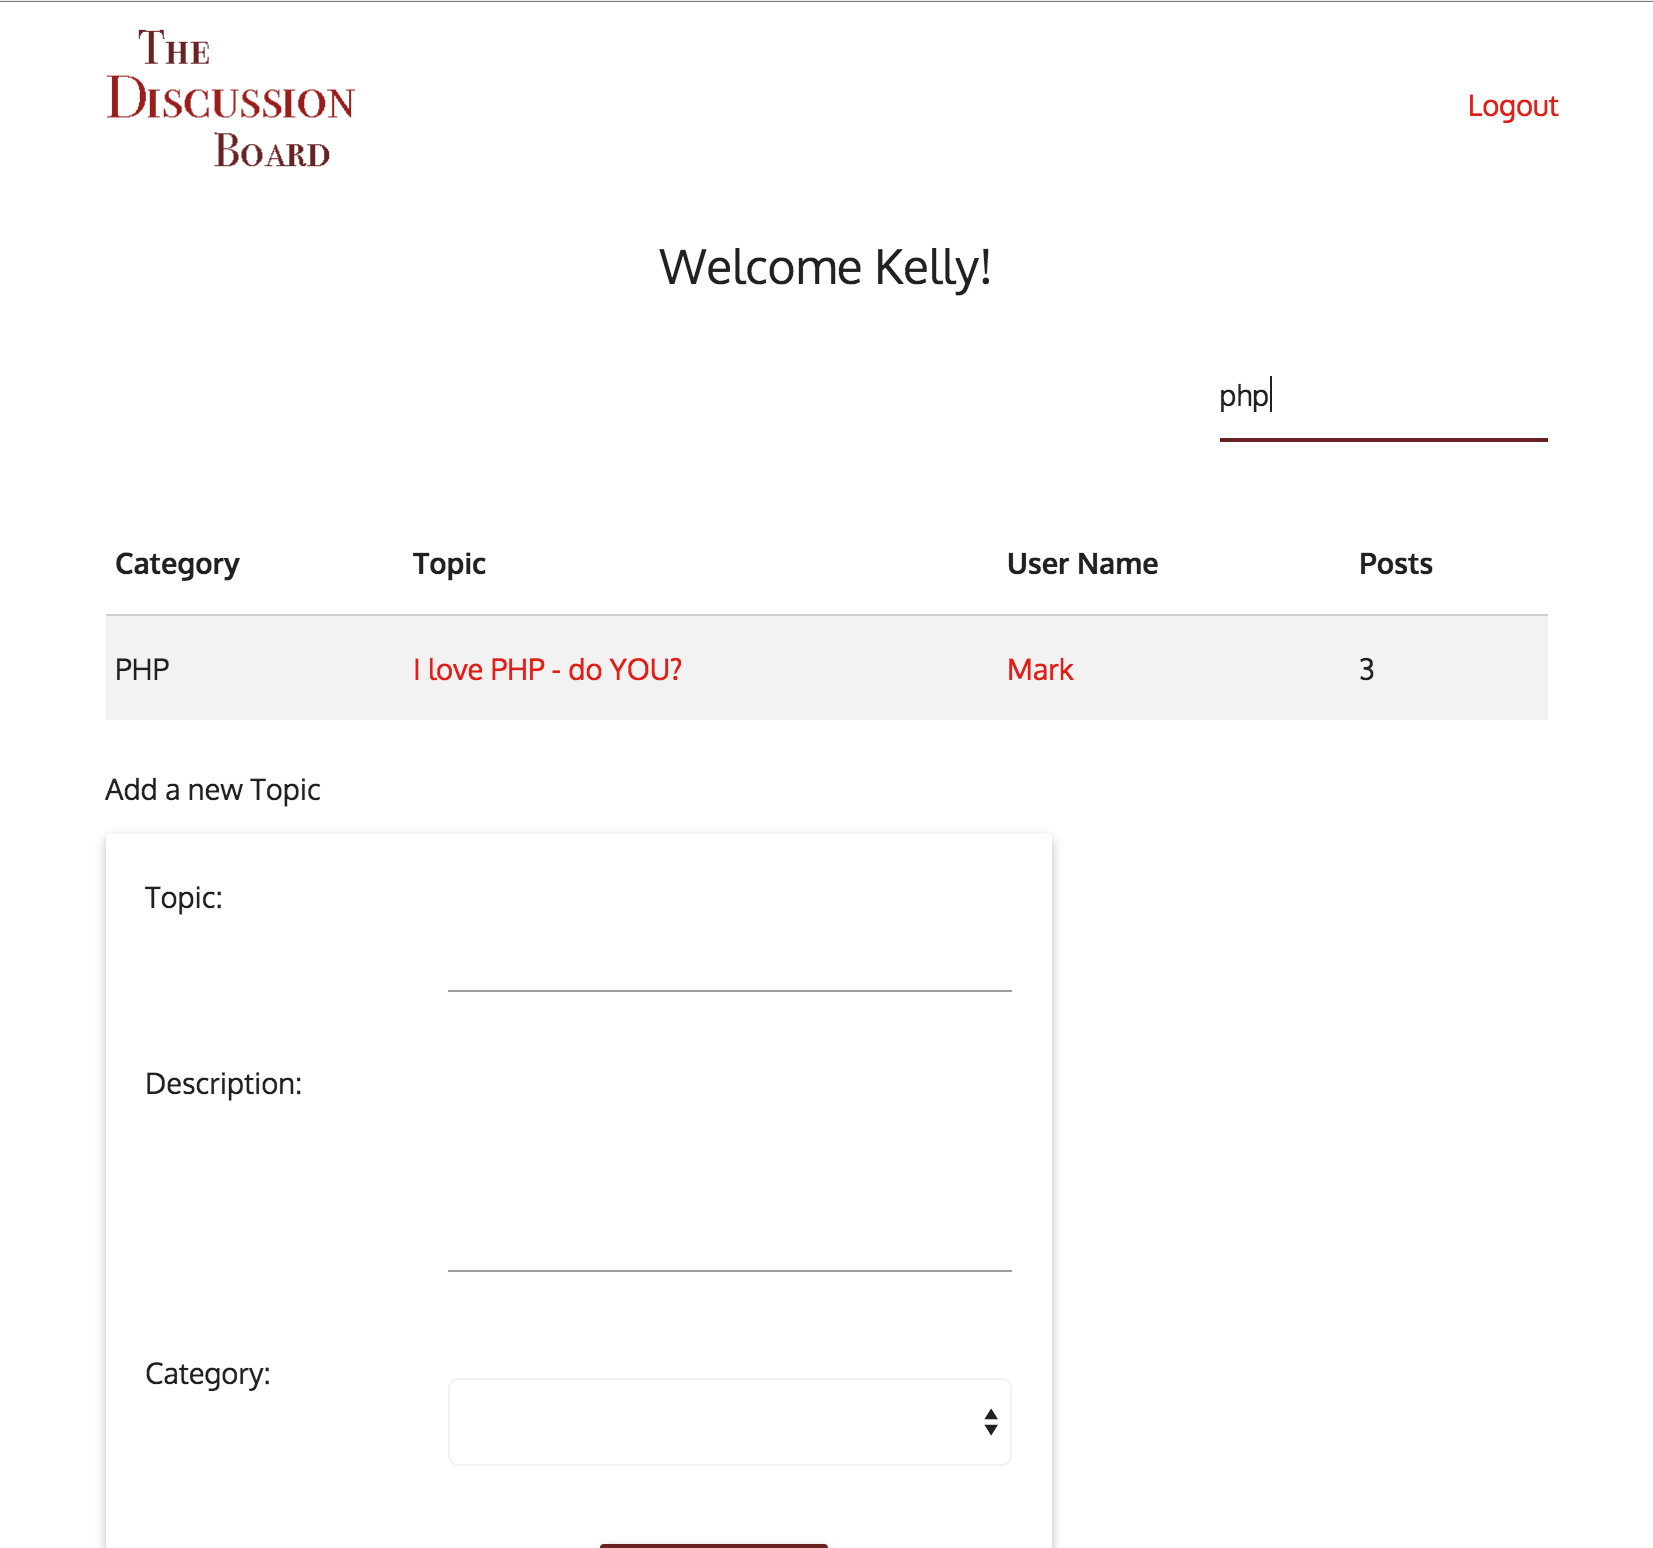 The
Discussion
Board
Logout
Welcome Kelly!
php
Category Topic User Name Posts
PHP I love PHP - do YOU? Mark 3
Add a new Topic
Topic:
Description:
Category: